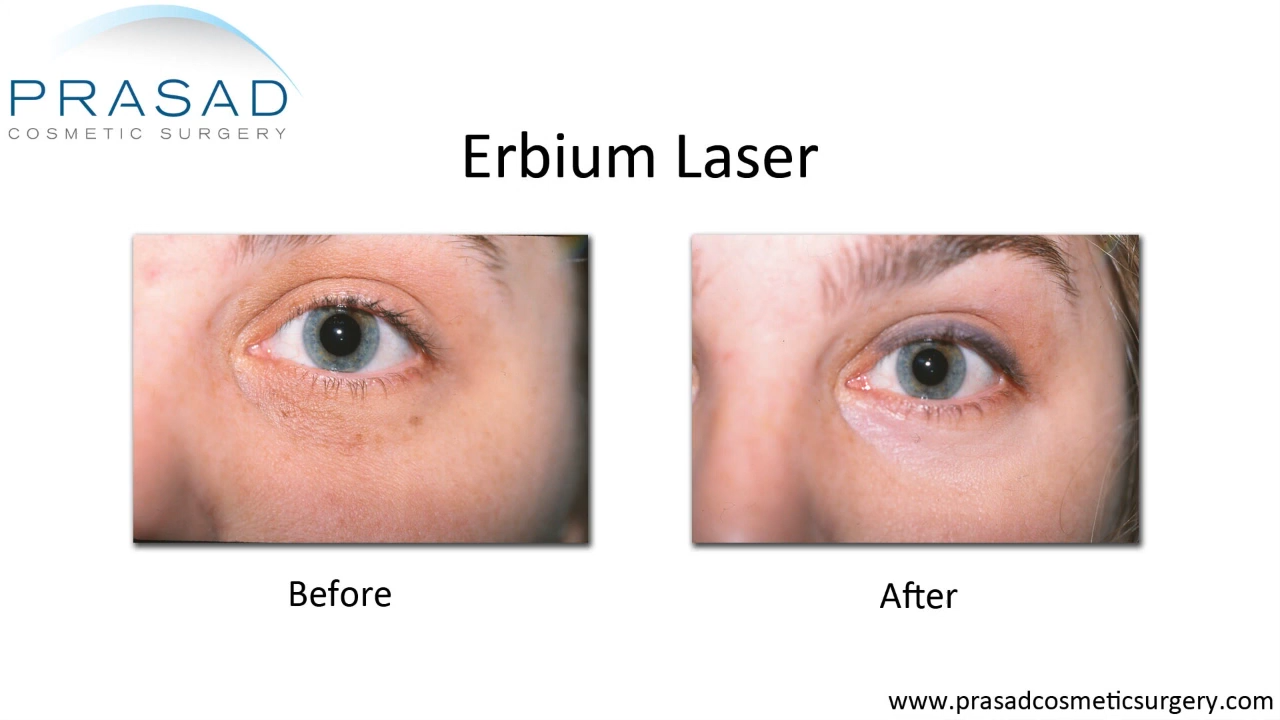 PRASAD
COSMETIC SURGERY
Erbium Laser
Before
After
www.prasadcosmeticsurgery.com